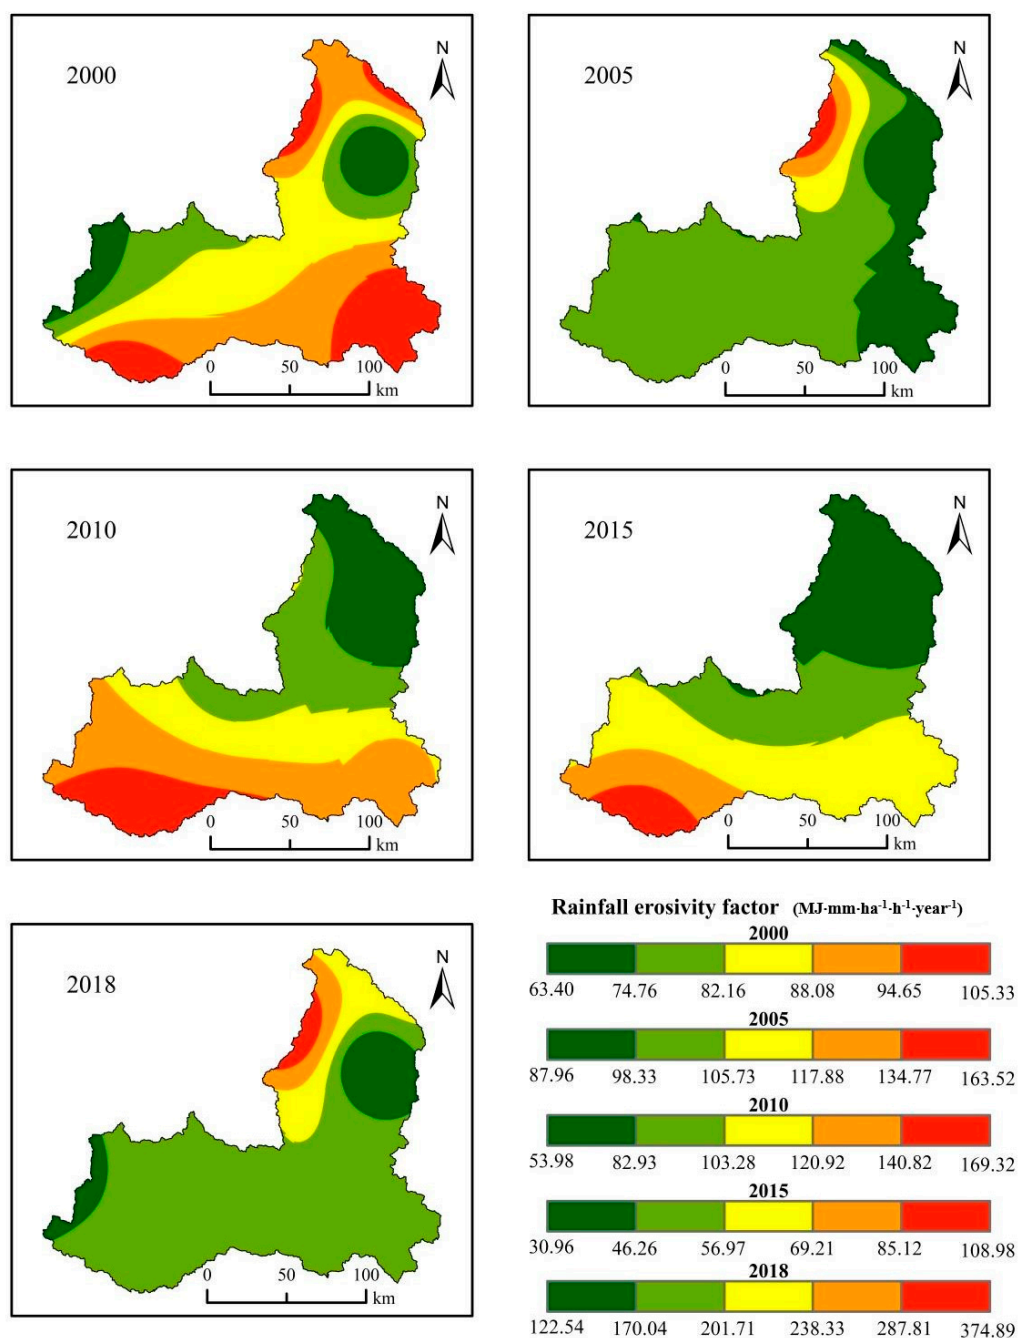 2000
N
0 50 100
km
2005
N
0 50 100
km
2010
N
0 50 100
km
2015
N
0 50 100
km
2018
N
0 50 100
km
Rainfall erosivity factor (MJ·mm·ha⁻¹·h⁻¹·year⁻¹)
2000
63.40 74.76 82.16 88.08 94.65 105.33
2005
87.96 98.33 105.73 117.88 134.77 163.52
2010
53.98 82.93 103.28 120.92 140.82 169.32
2015
30.96 46.26 56.97 69.21 85.12 108.98
2018
122.54 170.04 201.71 238.33 287.81 374.89